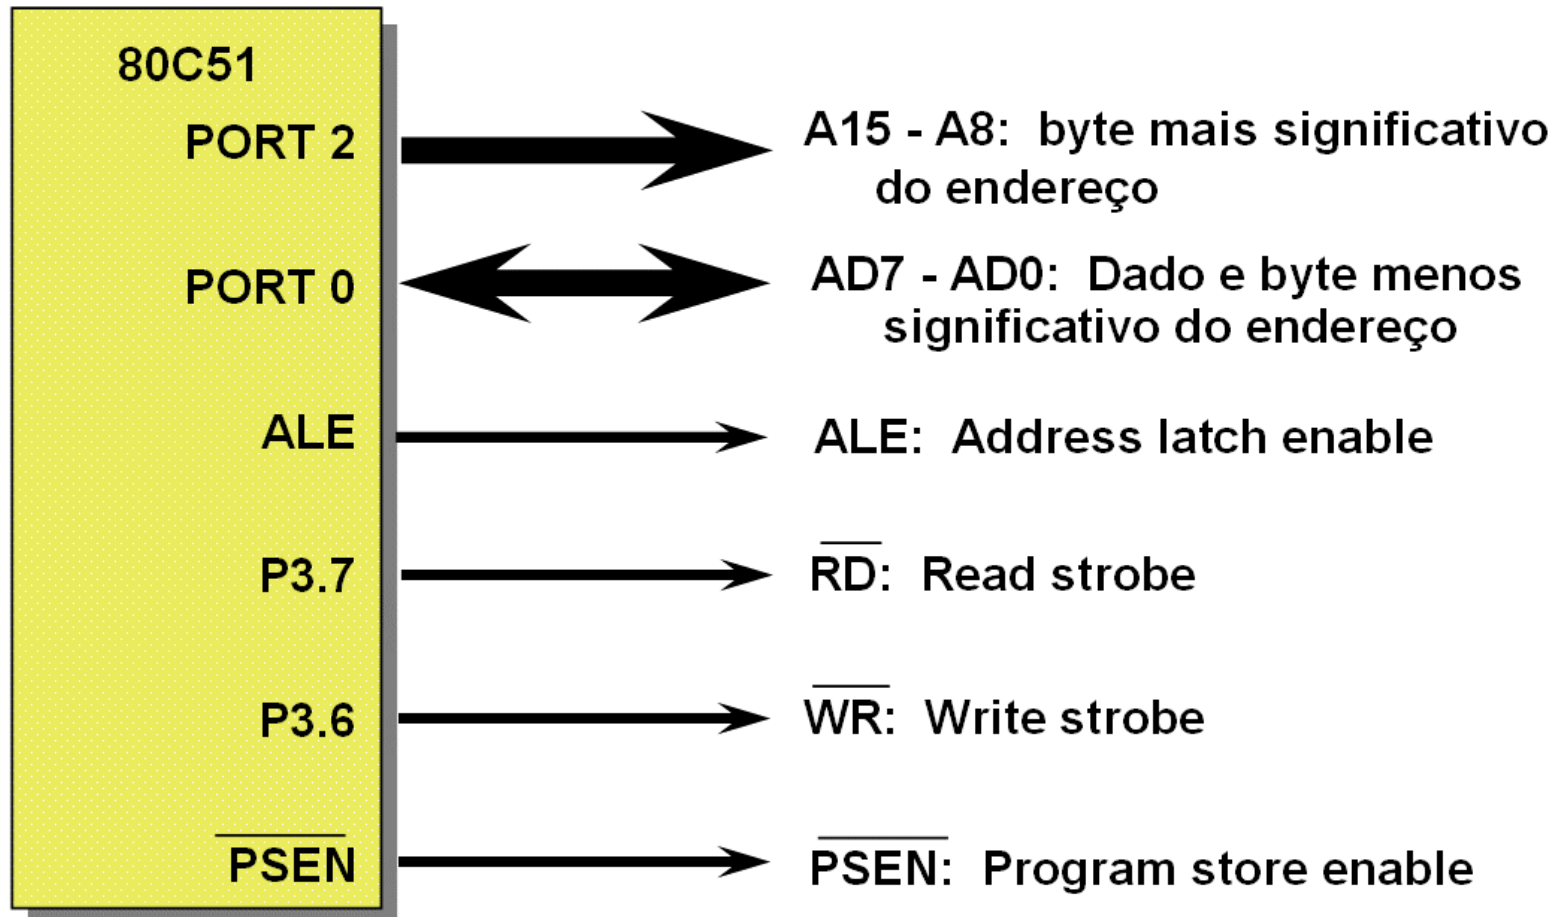 80C51
PORT 2
A15 - A8: byte mais significativo
do endereço
PORT 0
AD7 - AD0: Dado e byte menos
significativo do endereço
ALE
ALE: Address latch enable
P3.7
RD: Read strobe
P3.6
WR: Write strobe
PSEN
PSEN: Program store enable